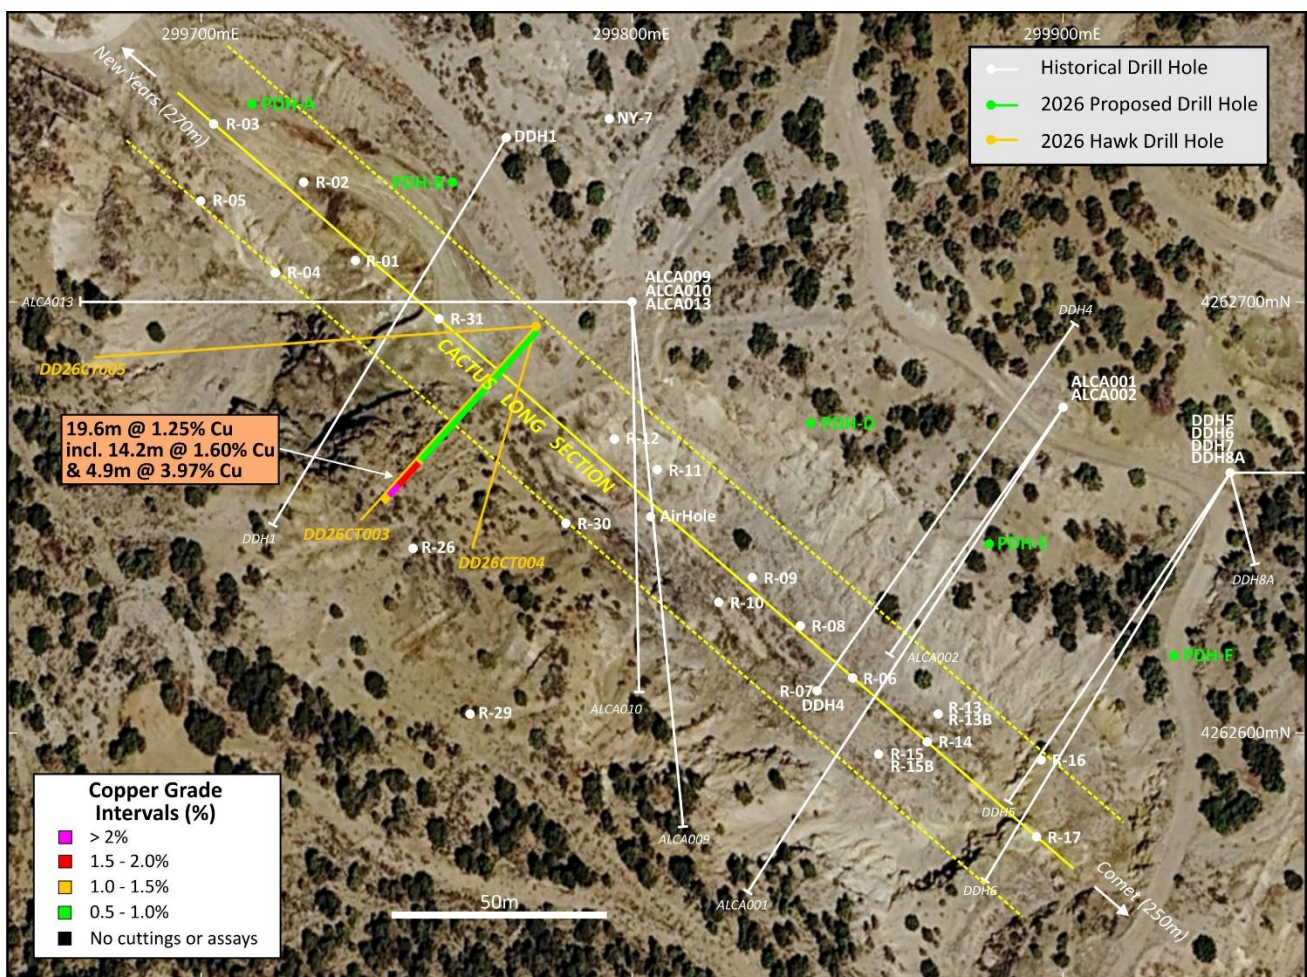 299700mE
299800mE
299900mE
New Years (270m)
Historical Drill Hole
2026 Proposed Drill Hole
2026 Hawk Drill Hole
PDH-A
R-03
NY-7
DDH1
R-02
PDH-B
R-05
R-01
R-04
ALCA009
ALCA010
ALCA013
ALCA013
4262700mN
DDH4
R-31
DD26CT005
CACTUS LONG SECTION
ALCA001
ALCA002
19.6m @ 1.25% Cu
incl. 14.2m @ 1.60% Cu
& 4.9m @ 3.97% Cu
PDH-D
DDH5
DDH6
DDH7
DDH8A
R-12
R-11
AirHole
R-30
DDH1
DD26CT003
R-26
DD26CT004
PDH-E
R-09
DDH8A
R-10
R-08
ALCA002
PDH-F
R-06
R-07
DDH4
ALCA010
R-29
R-13
R-13B
4262600mN
R-14
R-15
R-15B
R-16
Copper Grade
Intervals (%)
> 2%
1.5 - 2.0%
1.0 - 1.5%
0.5 - 1.0%
No cuttings or assays
DDH5
R-17
ALCA009
DDH6
ALCA001
Comet (250m)
50m